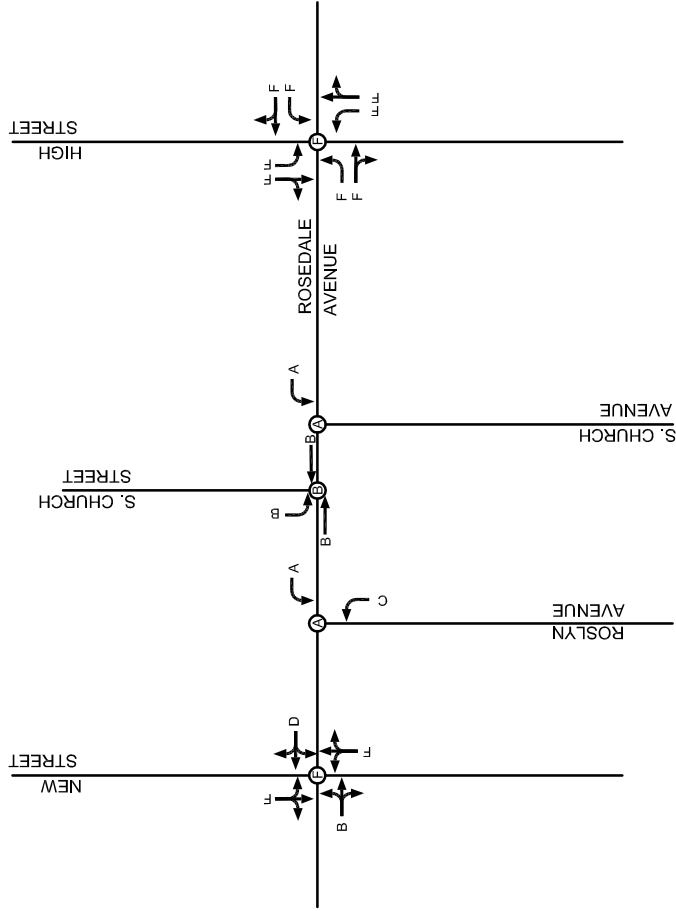 F F
F
F
HIGH
STREET
F
F
F
F F
ROSEDALE
AVENUE
A
A
S. CHURCH
AVENUE
B
S. CHURCH
STREET
B
B
B
A
C
A
ROSLYN
AVENUE
D
F
NEW
STREET
F
F
B